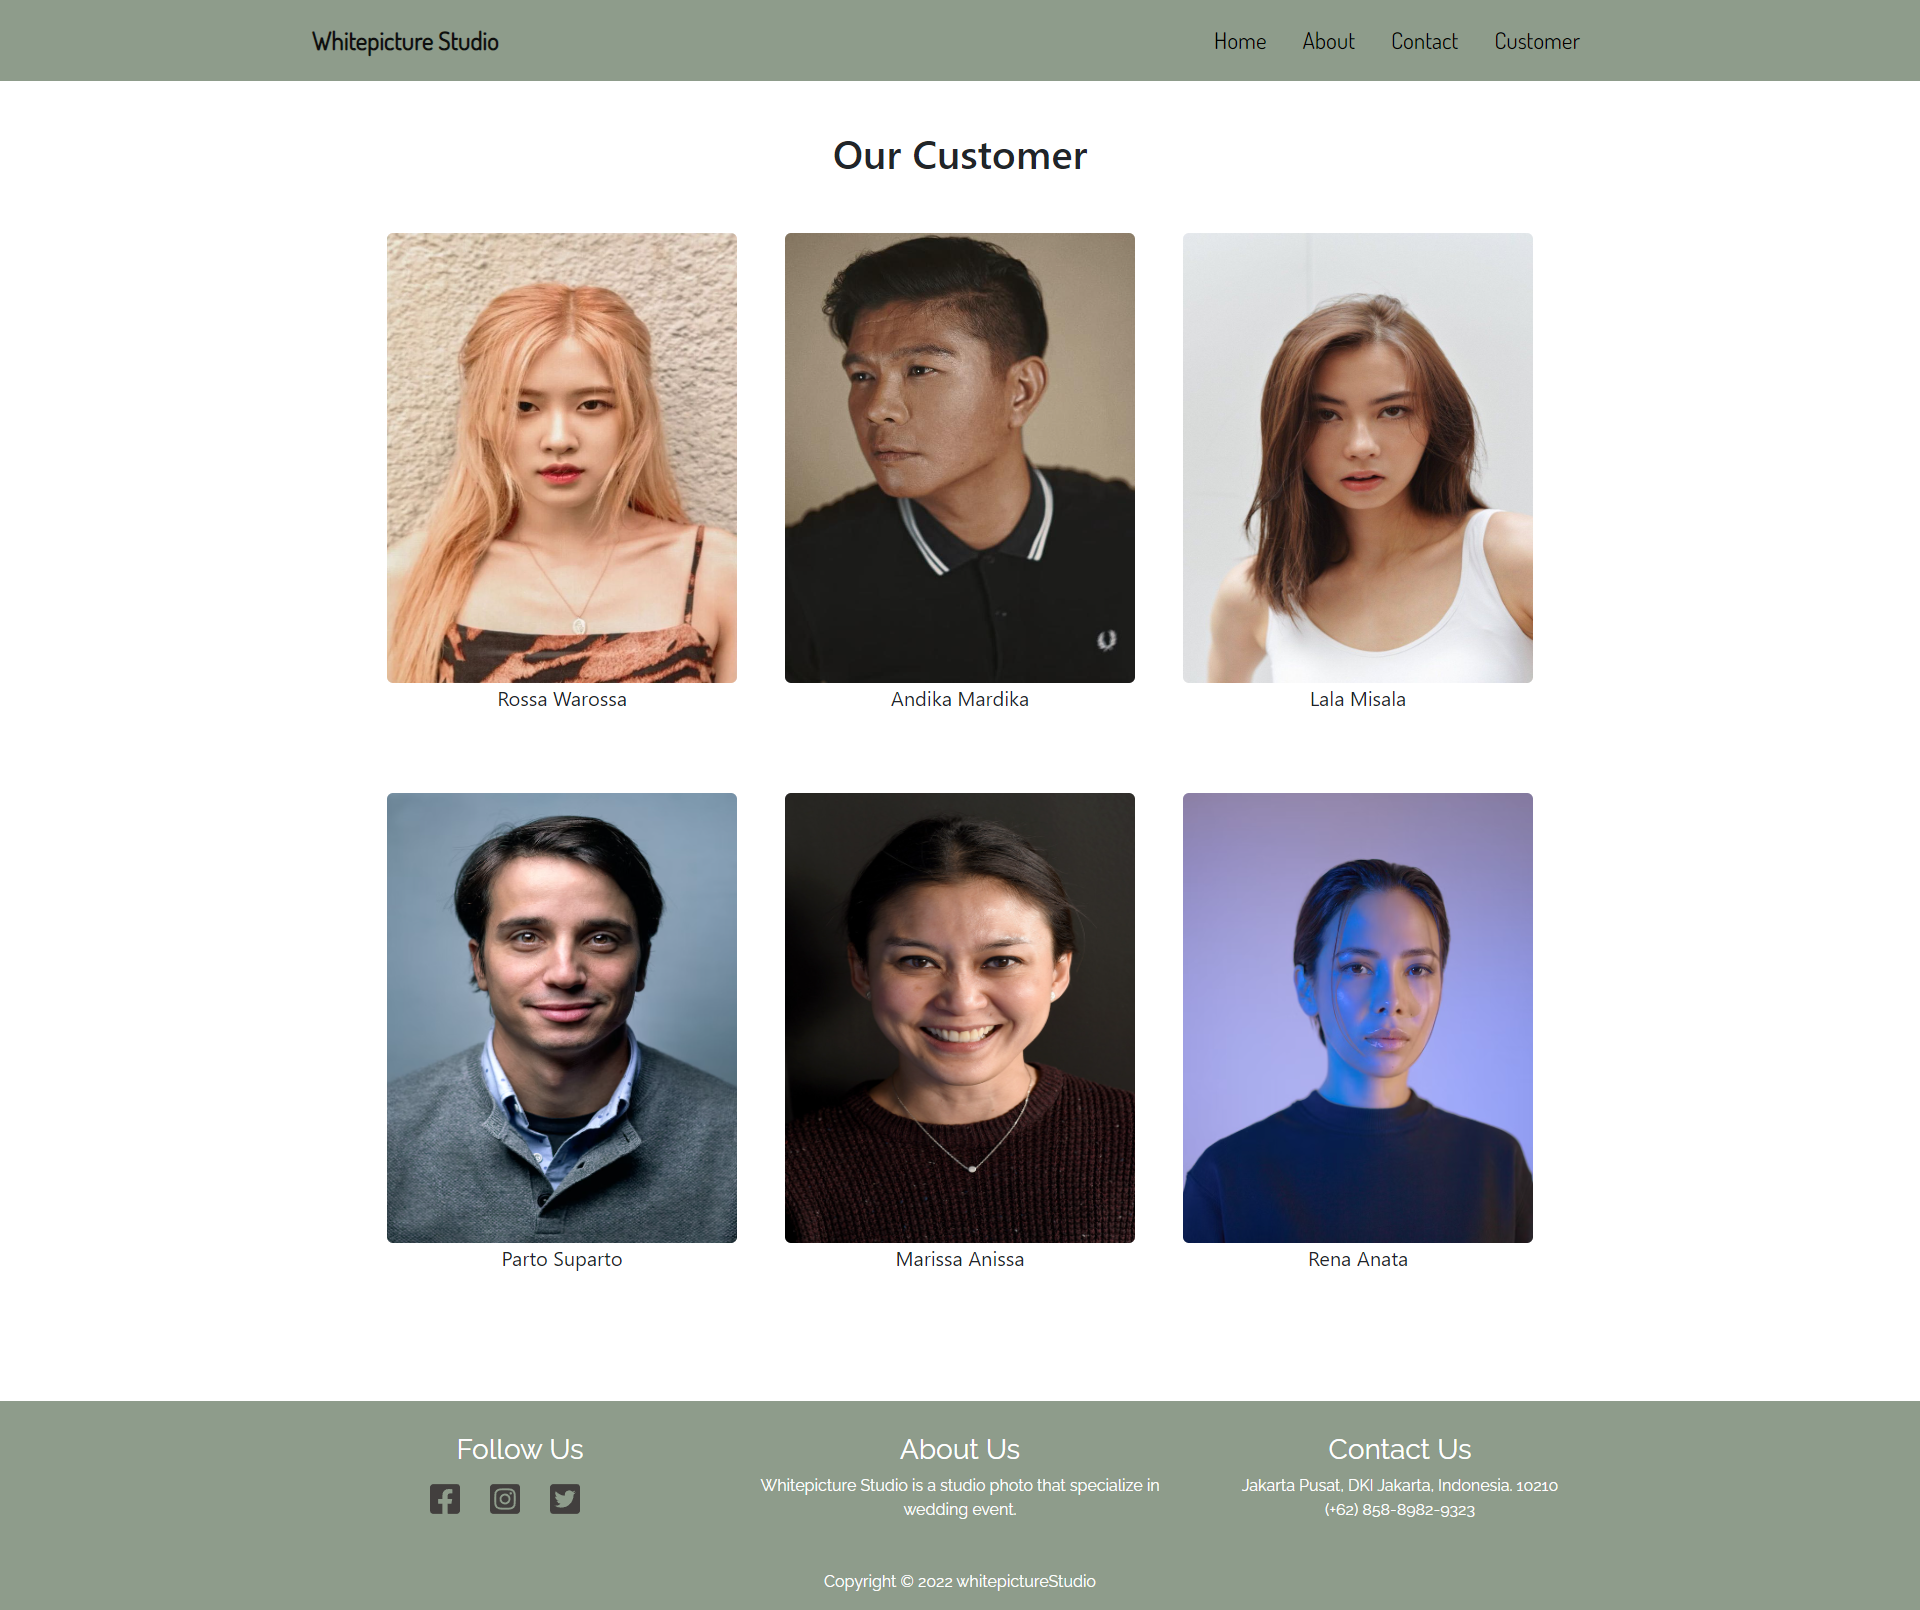 Whitepicture Studio
Home About Contact Customer
Our Customer
Rossa Warossa
Andika Mardika
Lala Misala
Parto Suparto
Marissa Anissa
Rena Anata
Follow Us
About Us
Whitepicture Studio is a studio photo that specialize in
wedding event.
Contact Us
Jakarta Pusat, DKI Jakarta, Indonesia. 10210
(+62) 858-8982-9323
Copyright © 2022 whitepictureStudio